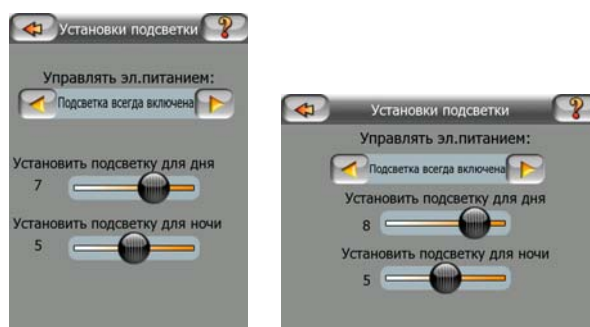 Установки подсветки ?
Управлять эл.питанием:
Подсветка всегда включена
Установить подсветку для дня
7
Установить подсветку для ночи
5
Установки подсветки ?
Управлять эл.питанием:
Подсветка всегда включена
Установить подсветку для дня
8
Установить подсветку для ночи
5